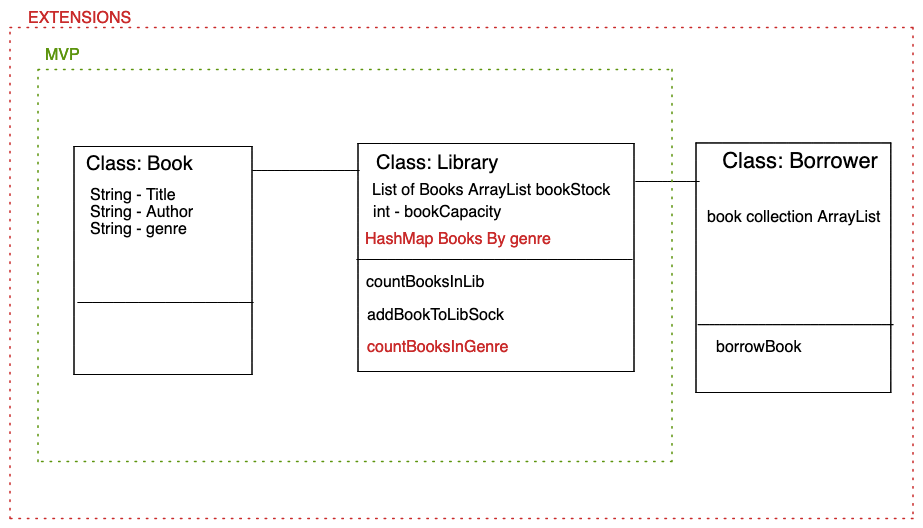 EXTENSIONS
MVP
Class: Book
String - Title
String - Author
String - genre
Class: Library
List of Books ArrayList bookStock
int - bookCapacity
HashMap Books By genre
countBooksInLib
addBookToLibSock
countBooksInGenre
Class: Borrower
book collection ArrayList
borrowBook